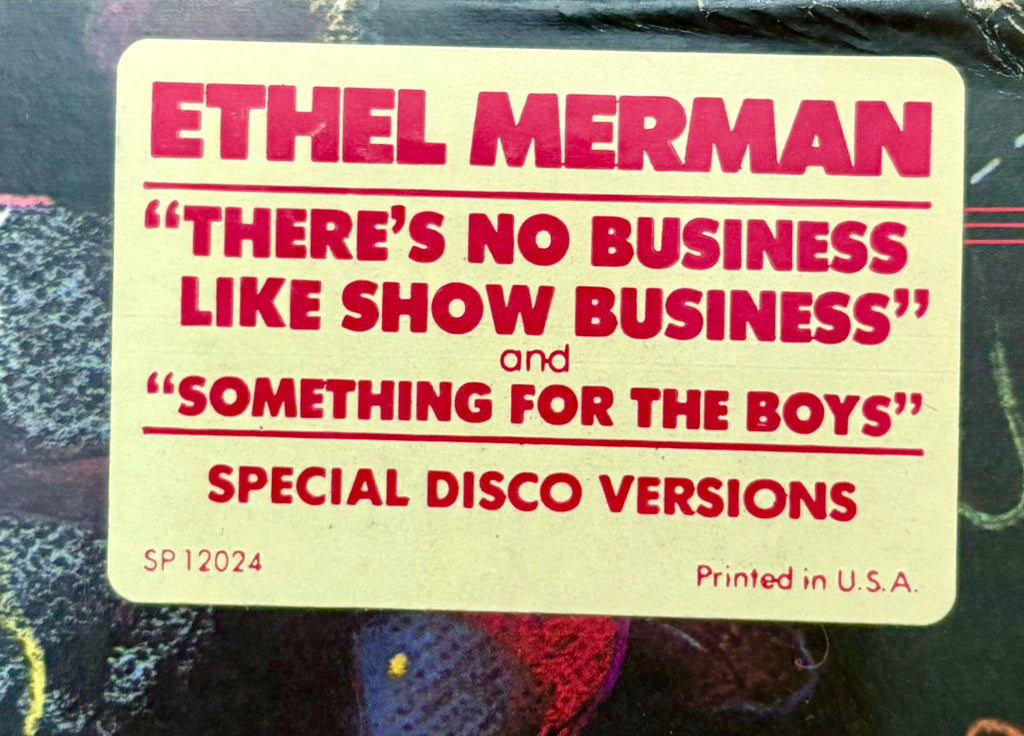 ETHEL MERMAN
“THERE’S NO BUSINESS
LIKE SHOW BUSINESS”
and
“SOMETHING FOR THE BOYS”
SPECIAL DISCO VERSIONS
SP 12024
Printed in U.S.A.